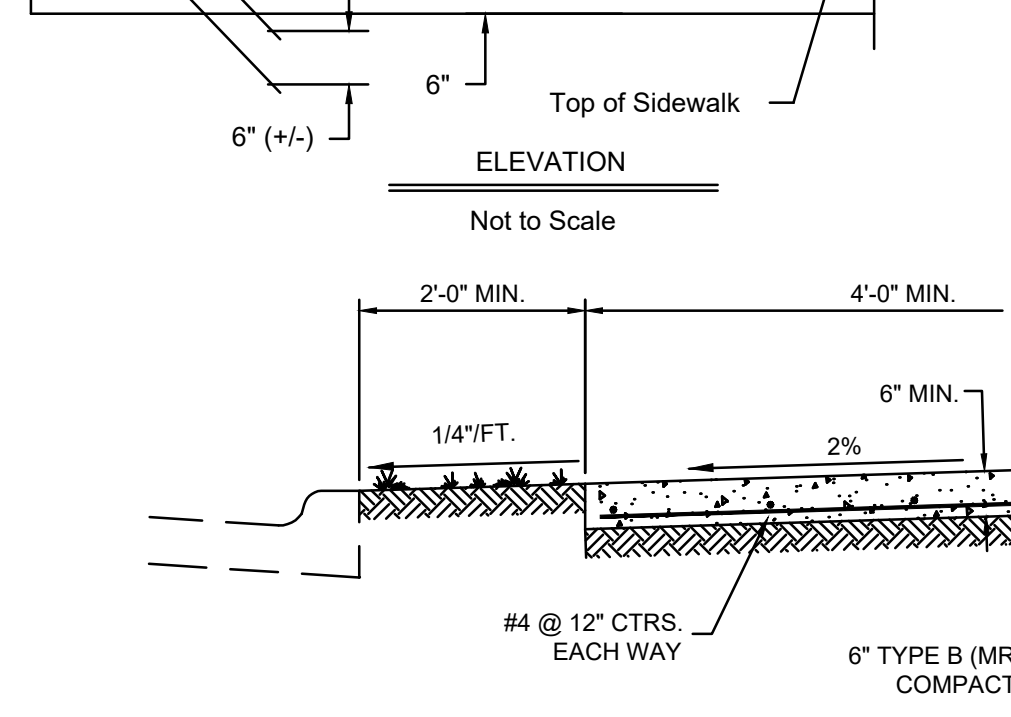 6"
Top of Sidewalk
6" (+/-)
ELEVATION
Not to Scale
2'-0" MIN.
4'-0" MIN.
6" MIN.
1/4"/FT.
2%
#4 @ 12" CTRS.
EACH WAY
6" TYPE B (MR
COMPACT